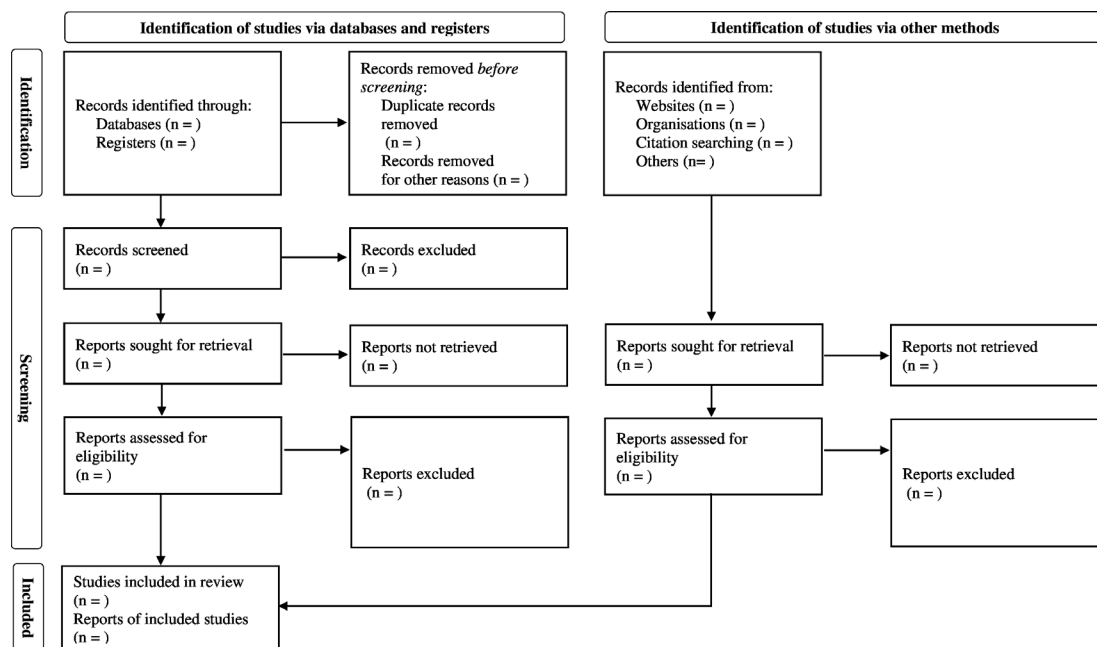 Identification of studies via databases and registers
Identification of studies via other methods
Identification
Records identified through:
Databases (n = )
Registers (n = )
Records removed before
screening:
Duplicate records
removed
(n = )
Records removed
for other reasons (n = )
Records identified from:
Websites (n = )
Organisations (n = )
Citation searching (n = )
Others (n= )
Screening
Records screened
(n = )
Records excluded
(n = )
Reports sought for retrieval
(n = )
Reports not retrieved
(n = )
Reports sought for retrieval
(n = )
Reports not retrieved
(n = )
Reports assessed for
eligibility
(n = )
Reports excluded
(n = )
Reports assessed for
eligibility
(n = )
Reports excluded
(n = )
Included
Studies included in review
(n = )
Reports of included studies
(n = )